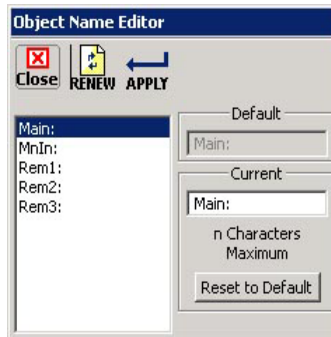 Object Name Editor
Close RENEW APPLY
Main:
MnIn:
Rem1:
Rem2:
Rem3:
Default
Main:
Current
Main:
n Characters
Maximum
Reset to Default